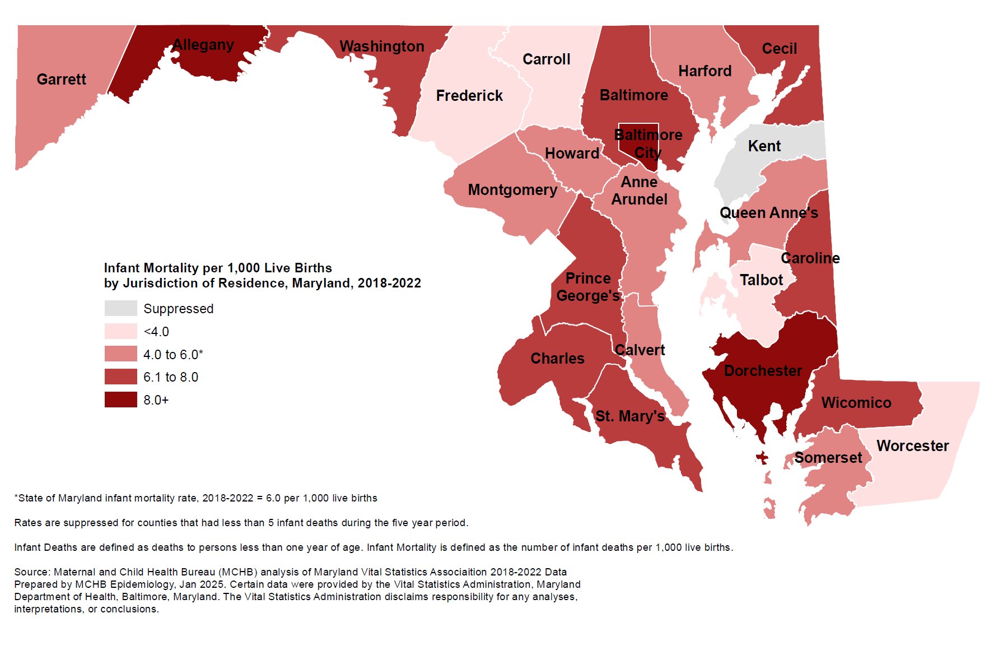 Allegany
Washington
Cecil
Carroll
Harford
Garrett
Frederick
Baltimore
Baltimore
City
Kent
Howard
Anne
Arundel
Montgomery
Queen Anne's
Caroline
Talbot
Prince
George's
Infant Mortality per 1,000 Live Births
by Jurisdiction of Residence, Maryland, 2018-2022
Suppressed
<4.0
4.0 to 6.0*
6.1 to 8.0
8.0+
Calvert
Charles
Dorchester
Wicomico
St. Mary's
Worcester
Somerset
*State of Maryland infant mortality rate, 2018-2022 = 6.0 per 1,000 live births
Rates are suppressed for counties that had less than 5 infant deaths during the five year period.
Infant Deaths are defined as deaths to persons less than one year of age. Infant Mortality is defined as the number of infant deaths per 1,000 live births.
Source: Maternal and Child Health Bureau (MCHB) analysis of Maryland Vital Statistics Associaition 2018-2022 Data
Prepared by MCHB Epidemiology, Jan 2025. Certain data were provided by the Vital Statistics Administration, Maryland
Department of Health, Baltimore, Maryland. The Vital Statistics Administration disclaims responsibility for any analyses,
interpretations, or conclusions.